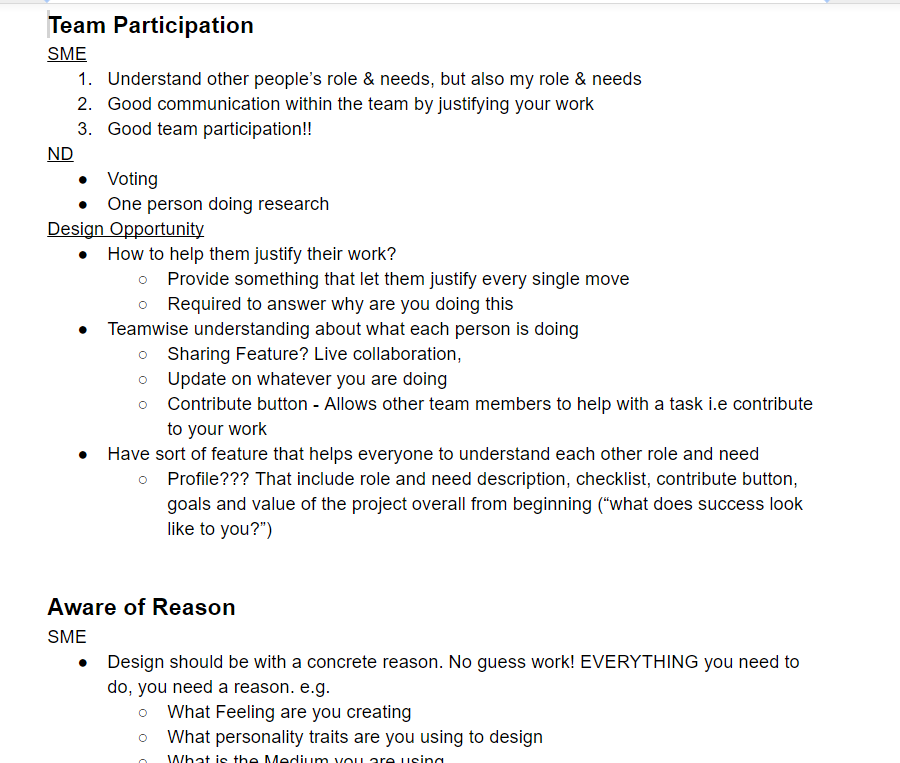 Team Participation
SME
1. Understand other people's role & needs, but also my role & needs
2. Good communication within the team by justifying your work
3. Good team participation!!
ND
● Voting
● One person doing research
Design Opportunity
● How to help them justify their work?
○ Provide something that let them justify every single move
○ Required to answer why are you doing this
● Teamwise understanding about what each person is doing
○ Sharing Feature? Live collaboration,
○ Update on whatever you are doing
○ Contribute button - Allows other team members to help with a task i.e contribute
to your work
● Have sort of feature that helps everyone to understand each other role and need
○ Profile??? That include role and need description, checklist, contribute button,
goals and value of the project overall from beginning (“what does success look
like to you?”)
Aware of Reason
SME
● Design should be with a concrete reason. No guess work! EVERYTHING you need to
do, you need a reason. e.g.
○ What Feeling are you creating
○ What personality traits are you using to design
○ What is the Medium you are using